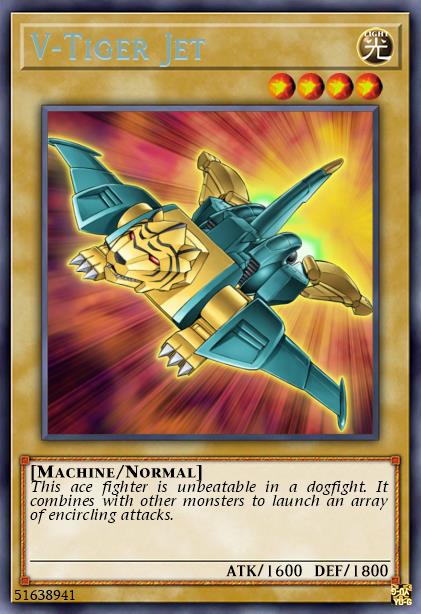 V-Tiger Jet
LIGHT
光
[Machine/Normal]
This ace fighter is unbeatable in a dogfight. It
combines with other monsters to launch an array
of encircling attacks.
ATK/1600 DEF/1800
51638941